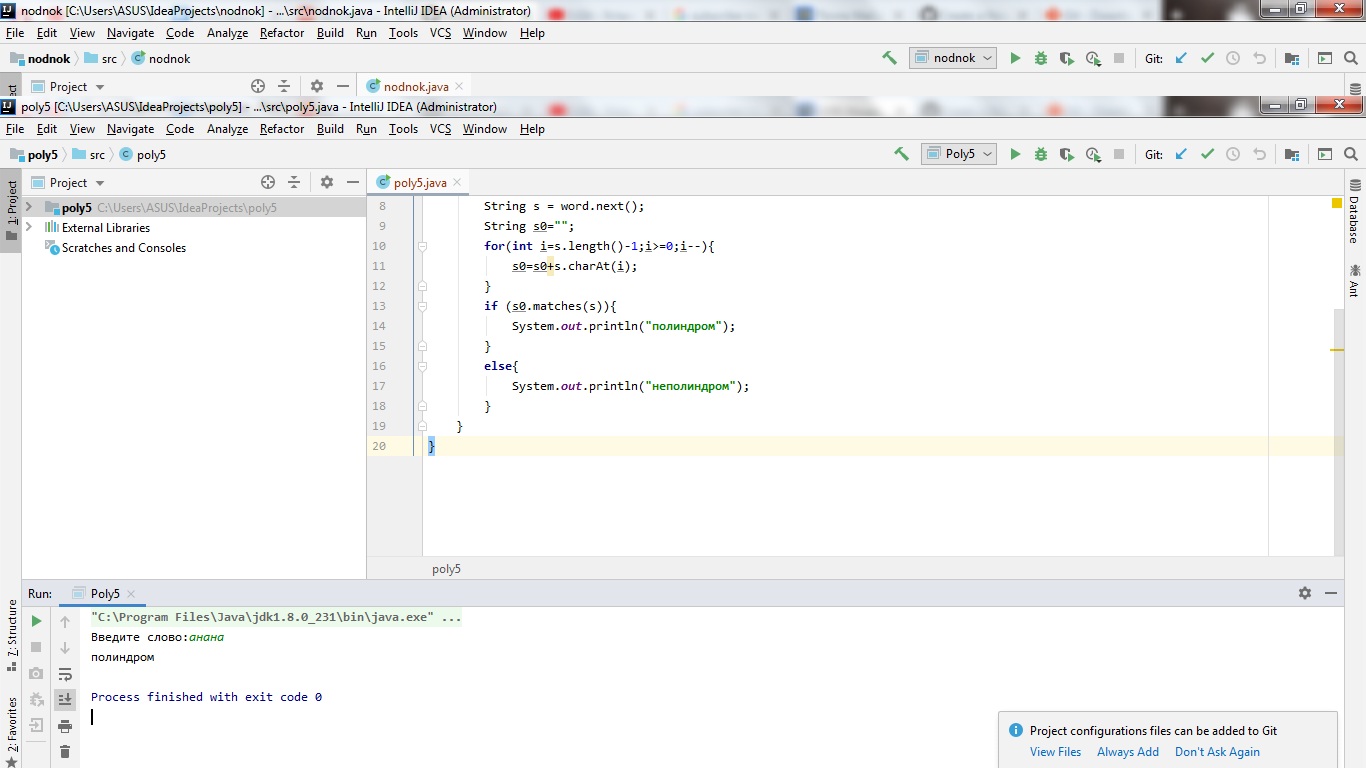 nodnok [C:\Users\ASUS\IdeaProjects\nodnok] - ...\src\nodnok.java - IntelliJ IDEA (Administrator)
File Edit View Navigate Code Analyze Refactor Build Run Tools VCS Window Help
nodnok src nodnok nodnok Git:
Project nodnok.java
poly5 [C:\Users\ASUS\IdeaProjects\poly5] - ...\src\poly5.java - IntelliJ IDEA (Administrator)
File Edit View Navigate Code Analyze Refactor Build Run Tools VCS Window Help
poly5 src poly5 Poly5 Git:
1: Project
Project
poly5.java
poly5 C:\Users\ASUS\IdeaProjects\poly5
External Libraries
Scratches and Consoles
8 String s = word.next();
9 String s0="";
10 for(int i=s.length()-1;i>=0;i--){
11 s0=s0+s.charAt(i);
12 }
13 if (s0.matches(s)){
14 System.out.println("полиндром");
15 }
16 else{
17 System.out.println("неполиндром");
18 }
19 }
20 }
poly5
Database
Ant
7: Structure
2: Favorites
Run: Poly5
"C:\Program Files\Java\jdk1.8.0_231\bin\java.exe" ...
Введите слово:анана
полиндром
Process finished with exit code 0
Project configurations files can be added to Git
View Files Always Add Don't Ask Again